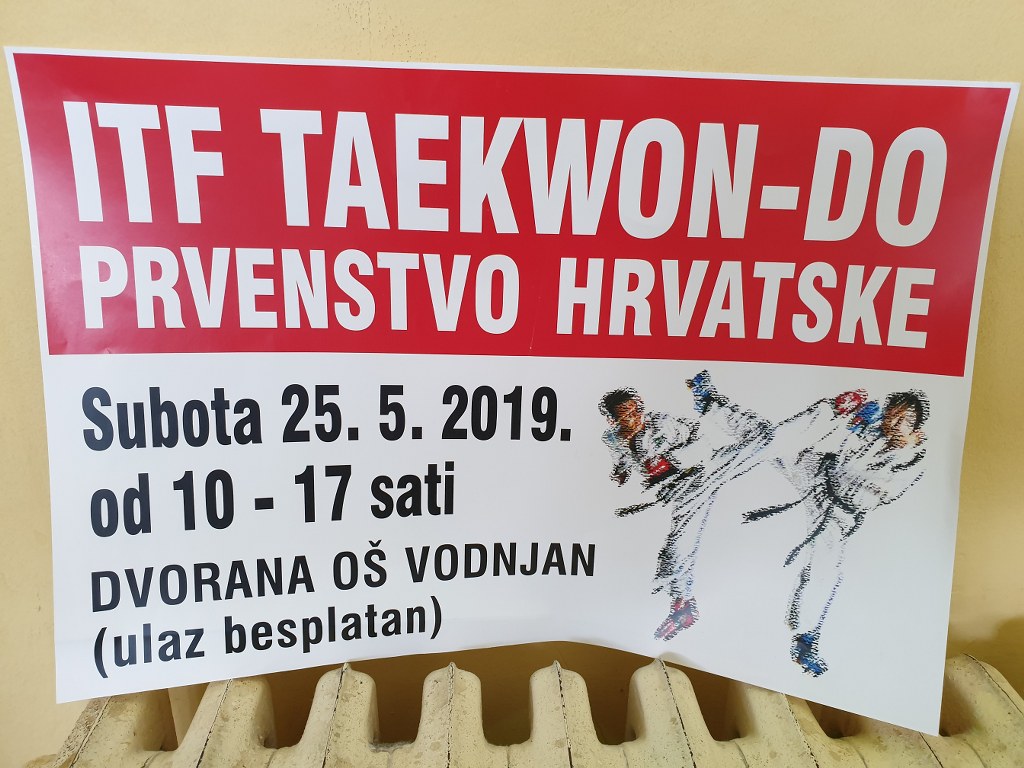 ITF TAEKWON-DO
PRVENSTVO HRVATSKE
Subota 25. 5. 2019.
od 10 - 17 sati
DVORANA OŠ VODNJAN
(ulaz besplatan)